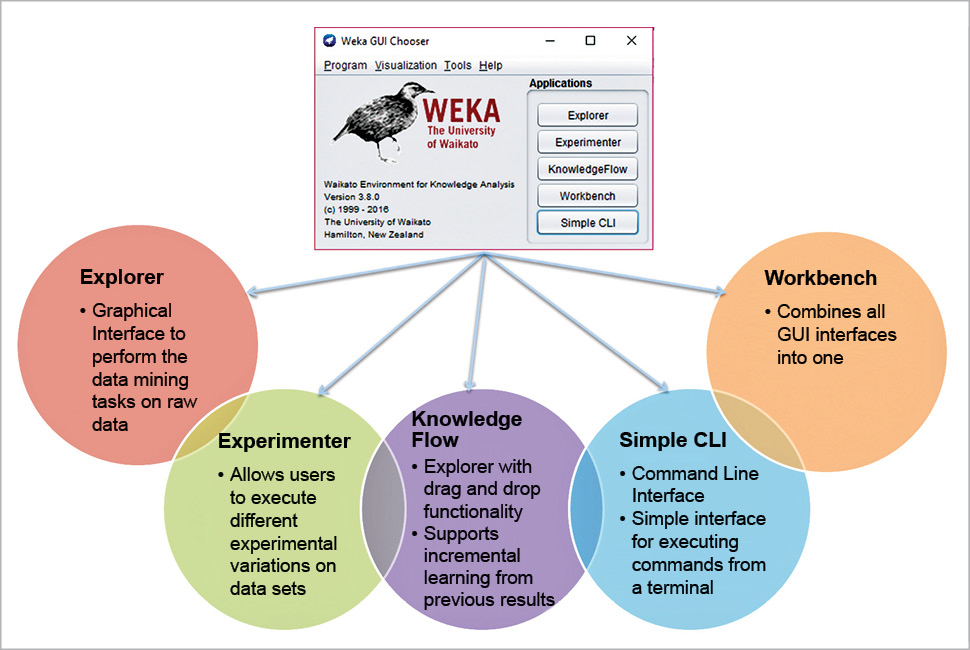 Weka GUI Chooser
Program Visualization Tools Help
WEKA
The University
of Waikato
Waikato Environment for Knowledge Analysis
Version 3.8.0
(c) 1999 - 2016
The University of Waikato
Hamilton, New Zealand
Applications
Explorer
Experimenter
KnowledgeFlow
Workbench
Simple CLI
Explorer
• Graphical
Interface to
perform the
data mining
tasks on raw
data
Experimenter
• Allows users
to execute
different
experimental
variations on
data sets
Knowledge
Flow
• Explorer with
drag and drop
functionality
• Supports
incremental
learning from
previous results
Simple CLI
• Command Line
Interface
• Simple interface
for executing
commands from
a terminal
Workbench
• Combines all
GUI interfaces
into one